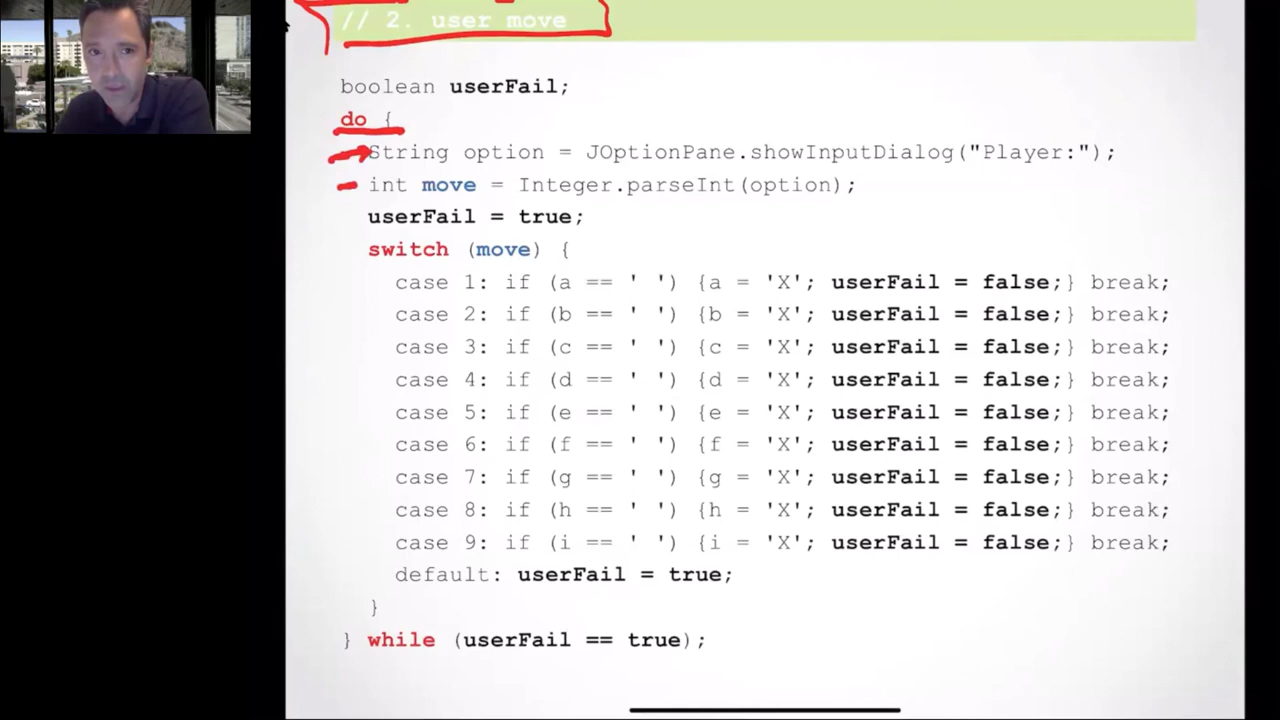 // 2. user move
boolean userFail;
do {
String option = JOptionPane.showInputDialog("Player:");
int move = Integer.parseInt(option);
userFail = true;
switch (move) {
case 1: if (a == ' ') {a = 'X'; userFail = false;} break;
case 2: if (b == ' ') {b = 'X'; userFail = false;} break;
case 3: if (c == ' ') {c = 'X'; userFail = false;} break;
case 4: if (d == ' ') {d = 'X'; userFail = false;} break;
case 5: if (e == ' ') {e = 'X'; userFail = false;} break;
case 6: if (f == ' ') {f = 'X'; userFail = false;} break;
case 7: if (g == ' ') {g = 'X'; userFail = false;} break;
case 8: if (h == ' ') {h = 'X'; userFail = false;} break;
case 9: if (i == ' ') {i = 'X'; userFail = false;} break;
default: userFail = true;
}
} while (userFail == true);